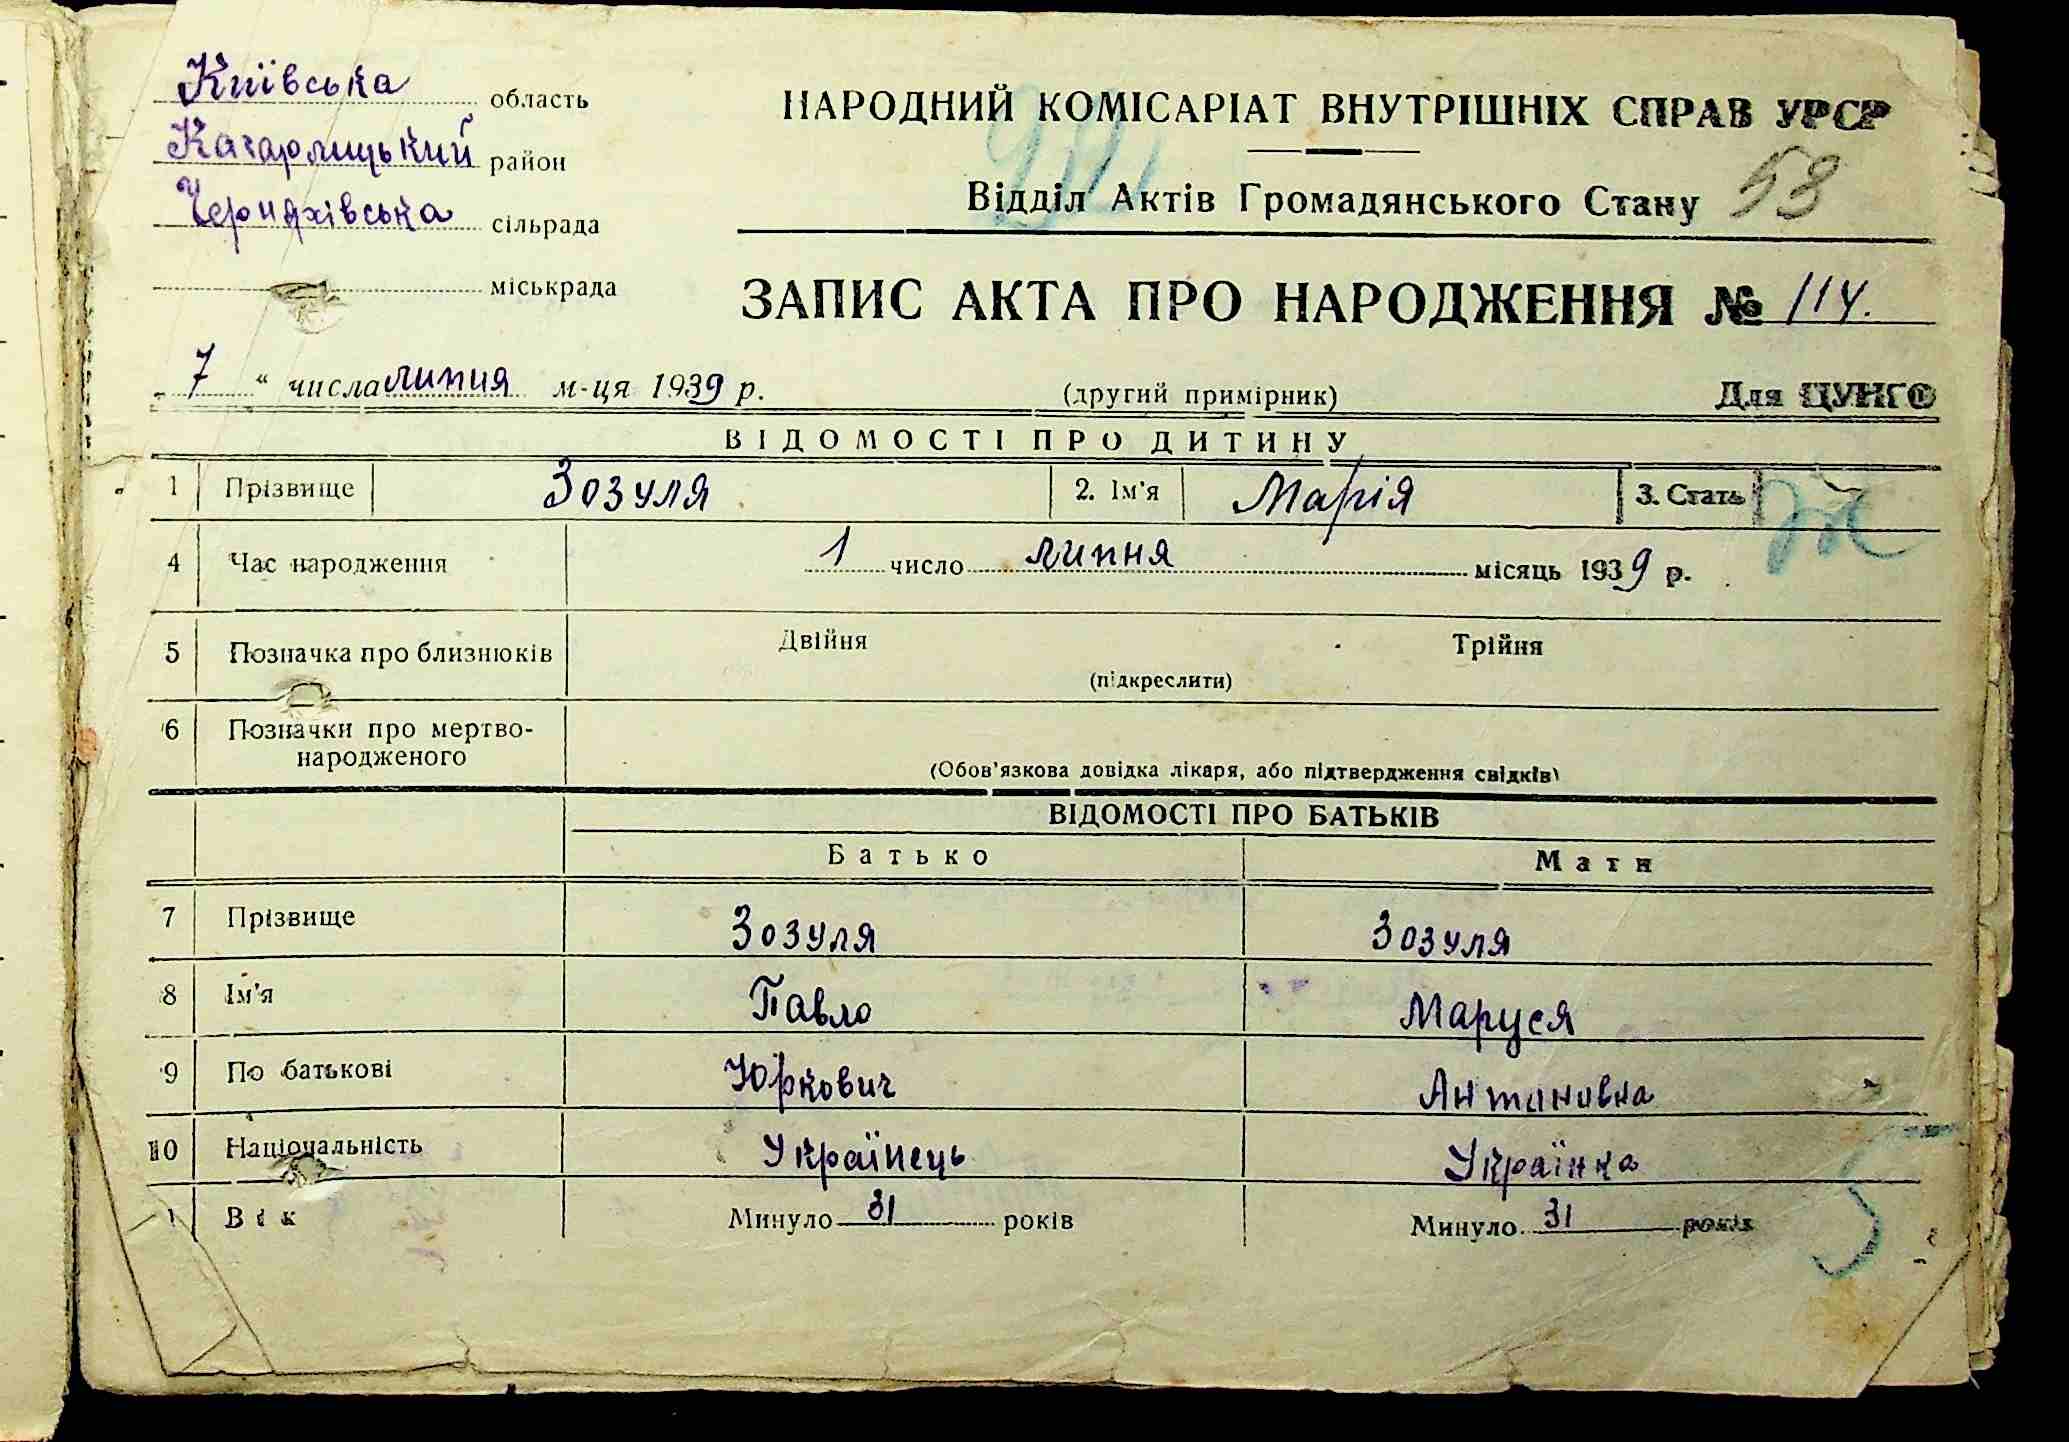 Київська область
Кагарлицький район
Черняхівська сільрада
міськрада
НАРОДНИЙ КОМІСАРІАТ ВНУТРІШНІХ СПРАВ УРСР
Відділ Актів Громадянського Стану 53
ЗАПИС АКТА ПРО НАРОДЖЕННЯ № 114.
7 " числа липня м-ця 1939 р. (другий примірник) Для ЦУНГО
ВІДОМОСТІ ПРО ДИТИНУ
1 Прізвище Зозуля 2. Ім'я Марія 3. Стать Ж
4 Час народження 1 число липня місяць 1939 р.
5 Позначка про близнюків Двійня Трійня
(підкреслити)
6 Позначки про мертво-
народженого
(Обов'язкова довідка лікаря, або підтвердження свідків)
ВІДОМОСТІ ПРО БАТЬКІВ
Батько Мати
7 Прізвище Зозуля Зозуля
8 Ім'я Павло Маруся
9 По батькові Юркович Антонивна
10 Національність Українець Українка
Вік Минуло 31 років Минуло 31 років